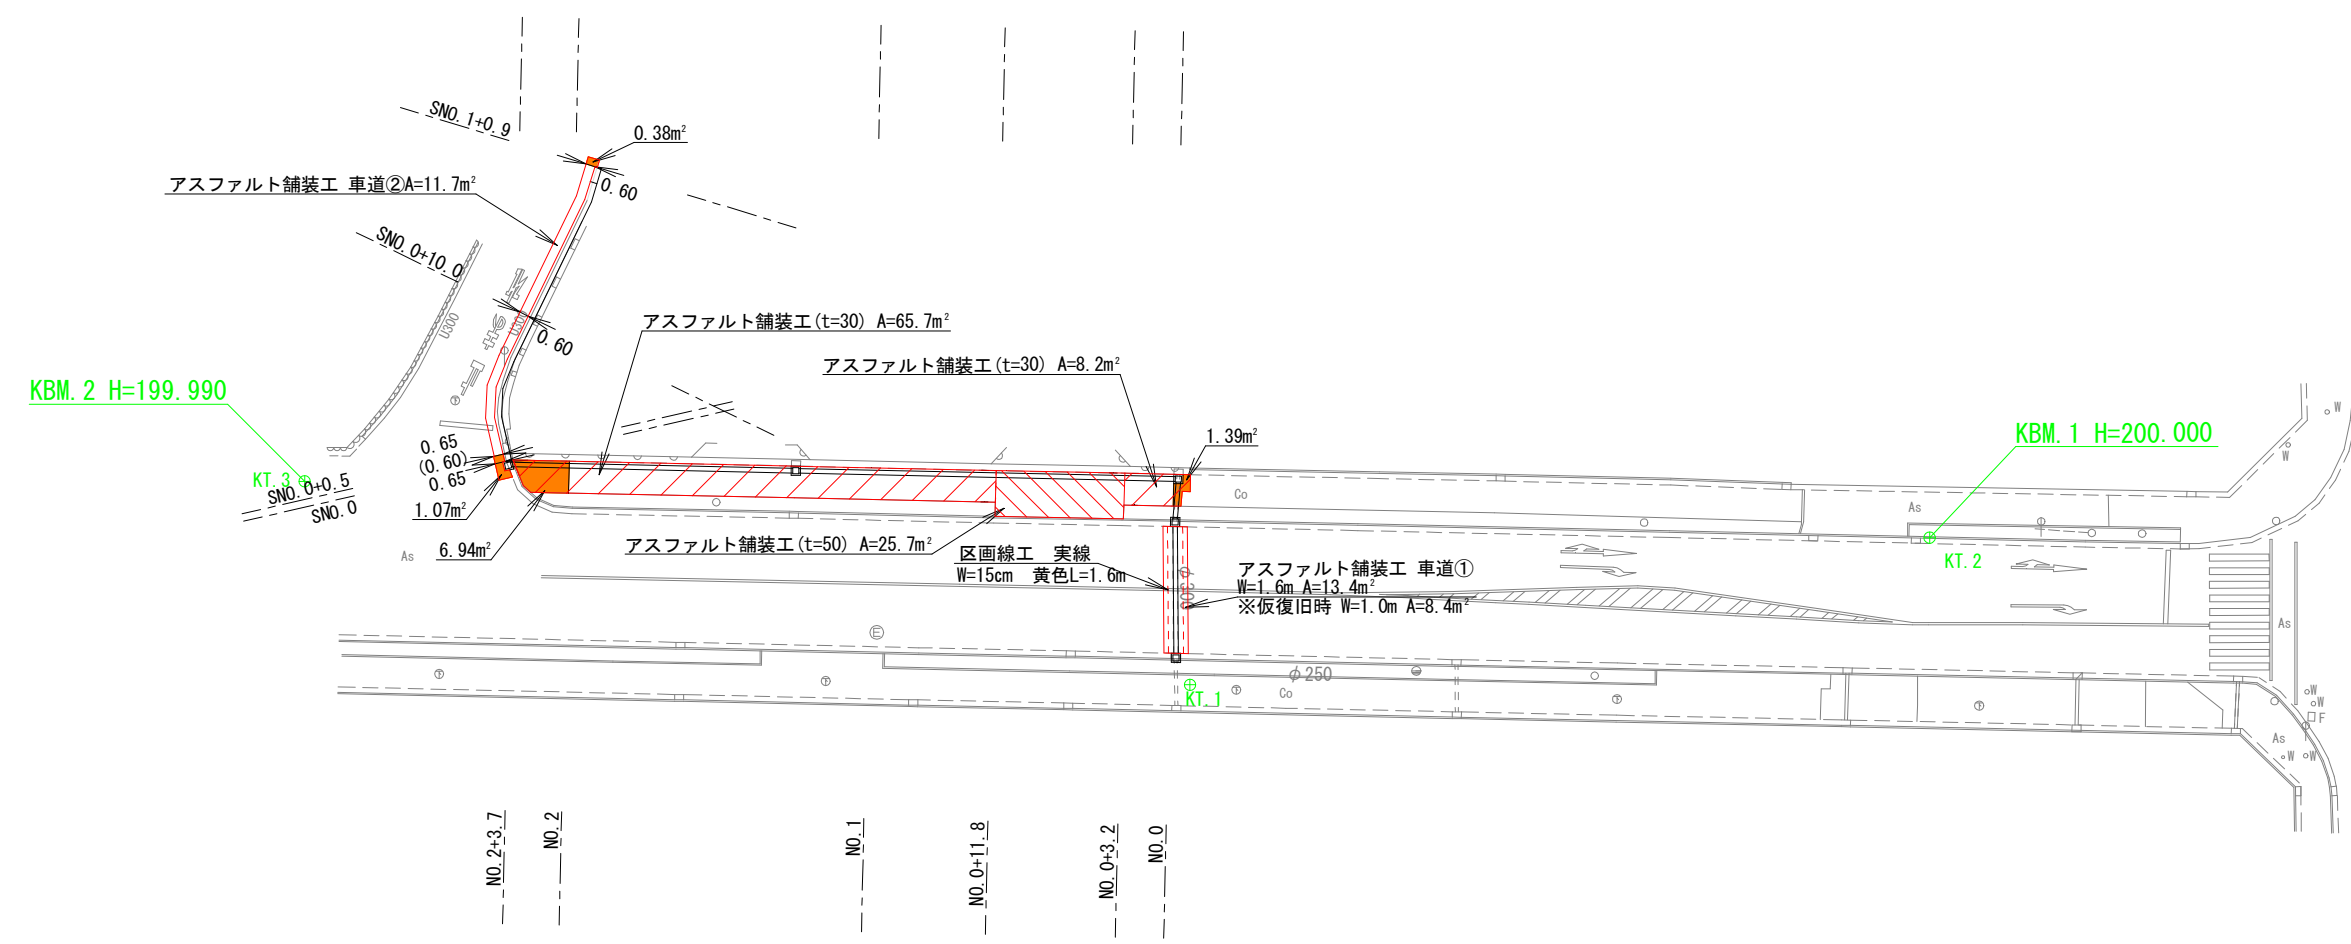 SNO.1+0.9
0.38m²
アスファルト舗装工 車道②A=11.7m²
0.60
SNO.0+10.0
U300
U300
0.60
アスファルト舗装工(t=30) A=65.7m²
アスファルト舗装工(t=30) A=8.2m²
KBM.2 H=199.990
KBM.1 H=200.000
1.39m²
0.65
(0.60)
0.65
KT.3
SNO.0+0.5
SNO.0
1.07m²
6.94m²
アスファルト舗装工(t=50) A=25.7m²
区画線工 実線
W=15cm 黄色L=1.6m
アスファルト舗装工 車道①
W=1.6m A=13.4m²
※仮復旧時 W=1.0m A=8.4m²
φ300
Co
As
As
KT.2
As
As
W
W
W
W
W
W
F
E
φ250
Co
KT.1
NO.2+3.7
NO.2
NO.1
NO.0+11.8
NO.0+3.2
NO.0